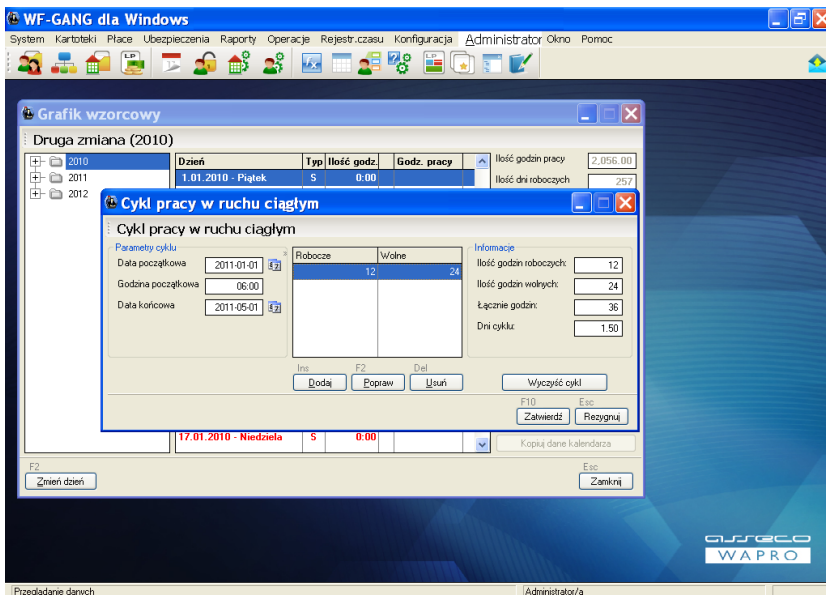 WF-GANG dla Windows
System Kartoteki Płace Ubezpieczenia Raporty Operacje Rejestr.czasu Konfiguracja Administrator Okno Pomoc
Grafik wzorcowy
Druga zmiana (2010)
2010
2011
2012
Dzień Typ Ilość godz. Godz. pracy
1.01.2010 - Piątek S 0:00
Ilość godzin pracy 2,056.00
Ilość dni roboczych 257
Cykl pracy w ruchu ciągłym
Cykl pracy w ruchu ciągłym
Parametry cyklu
Data początkowa 2011-01-01
Godzina początkowa 06:00
Data końcowa 2011-05-01
Robocze Wolne
12 24
Informacje
Ilość godzin roboczych: 12
Ilość godzin wolnych: 24
Łącznie godzin: 36
Dni cyklu: 1.50
Ins F2 Del
Dodaj Popraw Usuń Wyczyść cykl
F10 Esc
Zatwierdź Rezygnuj
17.01.2010 - Niedziela S 0:00
Kopiuj dane kalendarza
F2 Esc
Zmień dzień Zamknij
asseco
WAPRO
Przeglądanie danych Administrator/a